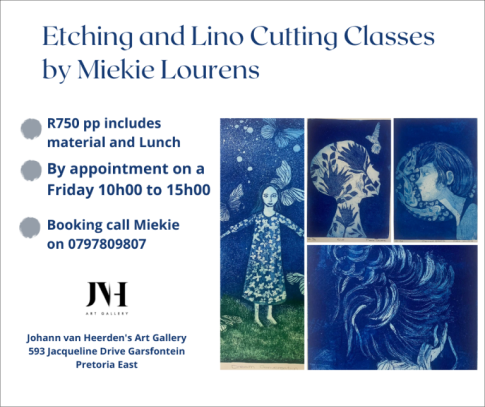 Etching and Lino Cutting Classes
by Miekie Lourens
R750 pp includes
material and Lunch
By appointment on a
Friday 10h00 to 15h00
Booking call Miekie
on 0797809807
JVH
ART GALLERY
Johann van Heerden's Art Gallery
593 Jacqueline Drive Garsfontein
Pretoria East